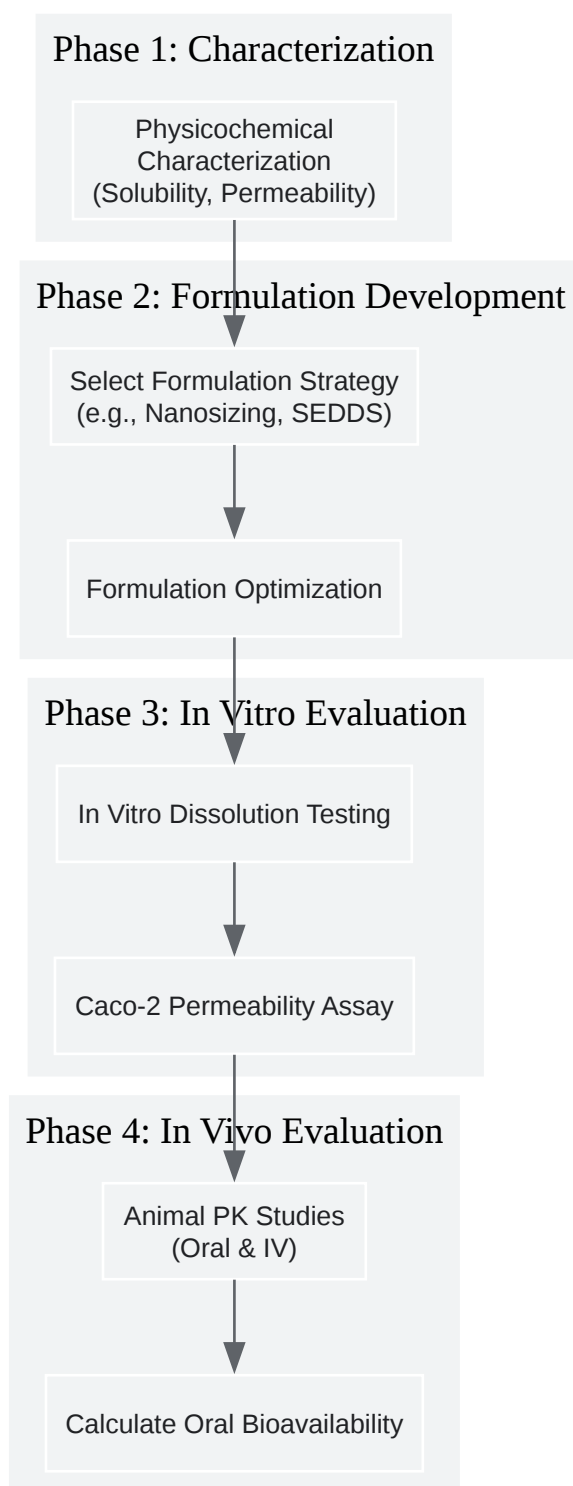 Phase 1: Characterization
Physicochemical
Characterization
(Solubility, Permeability)
Phase 2: Formulation Development
Select Formulation Strategy
(e.g., Nanosizing, SEDDS)
Formulation Optimization
Phase 3: In Vitro Evaluation
In Vitro Dissolution Testing
Caco-2 Permeability Assay
Phase 4: In Vivo Evaluation
Animal PK Studies
(Oral & IV)
Calculate Oral Bioavailability